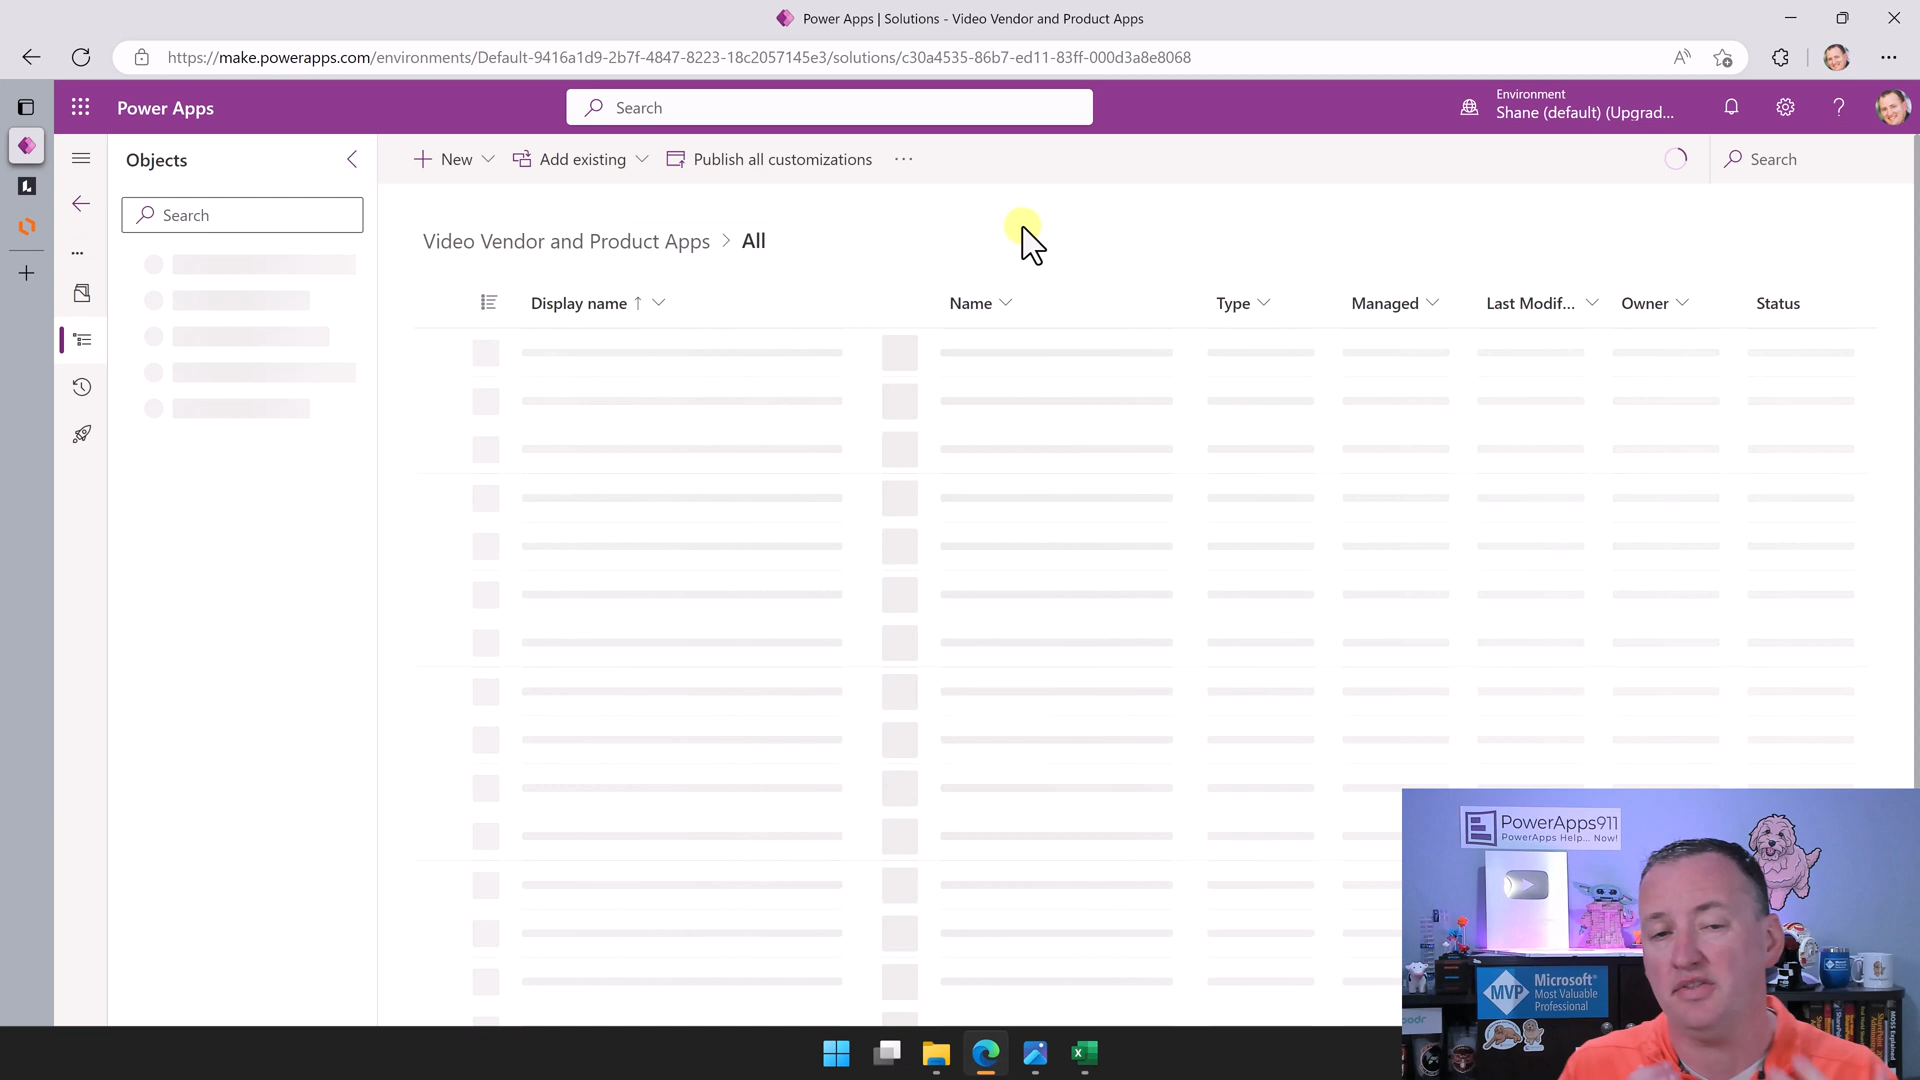 Power Apps | Solutions - Video Vendor and Product Apps
https://make.powerapps.com/environments/Default-9416a1d9-2b7f-4847-8223-18c2057145e3/solutions/c30a4535-86b7-ed11-83ff-000d3a8e8068
Power Apps
Search
Environment
Shane (default) (Upgrad...
Objects
New
Add existing
Publish all customizations
Search
Search
Video Vendor and Product Apps > All
Display name
Name
Type
Managed
Last Modif...
Owner
Status
PowerApps911
PowerApps Help... Now!
MVP
Microsoft®
Most Valuable
Professional